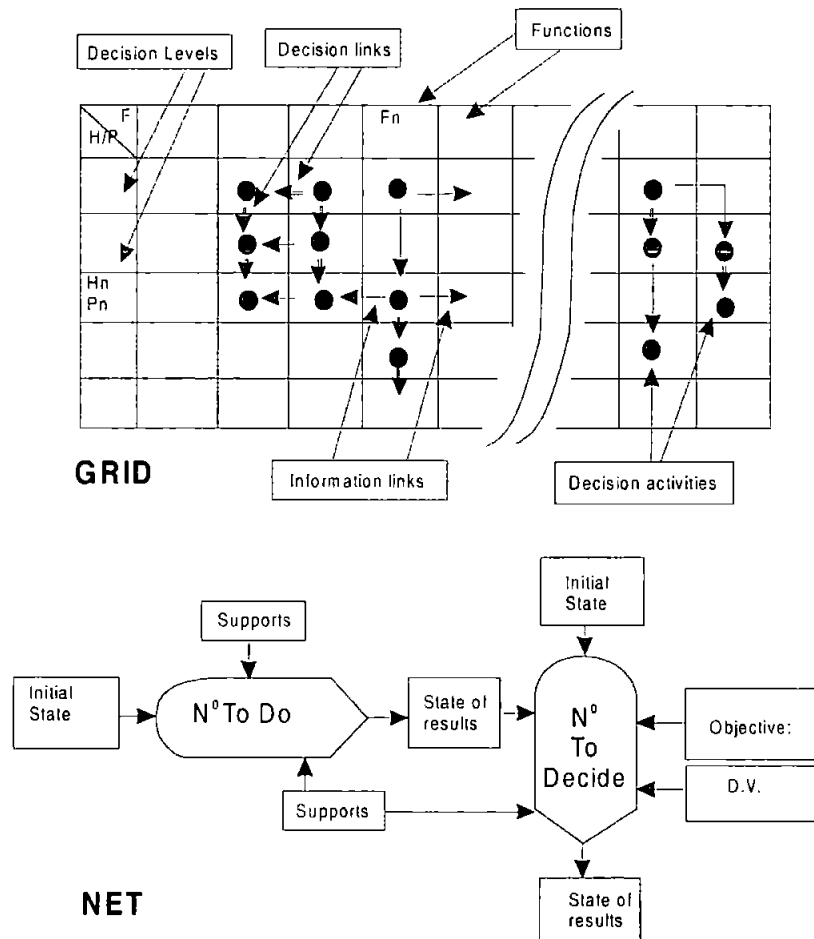 Functions
Decision Levels
Decision links
F
H/P
Fn
Hn
Pn
GRID
Information links
Decision activities
Initial
State
Supports
Initial
State
N° To Do
State of
results
N°
To
Decide
Objective:
D.V.
Supports
NET
State of
results